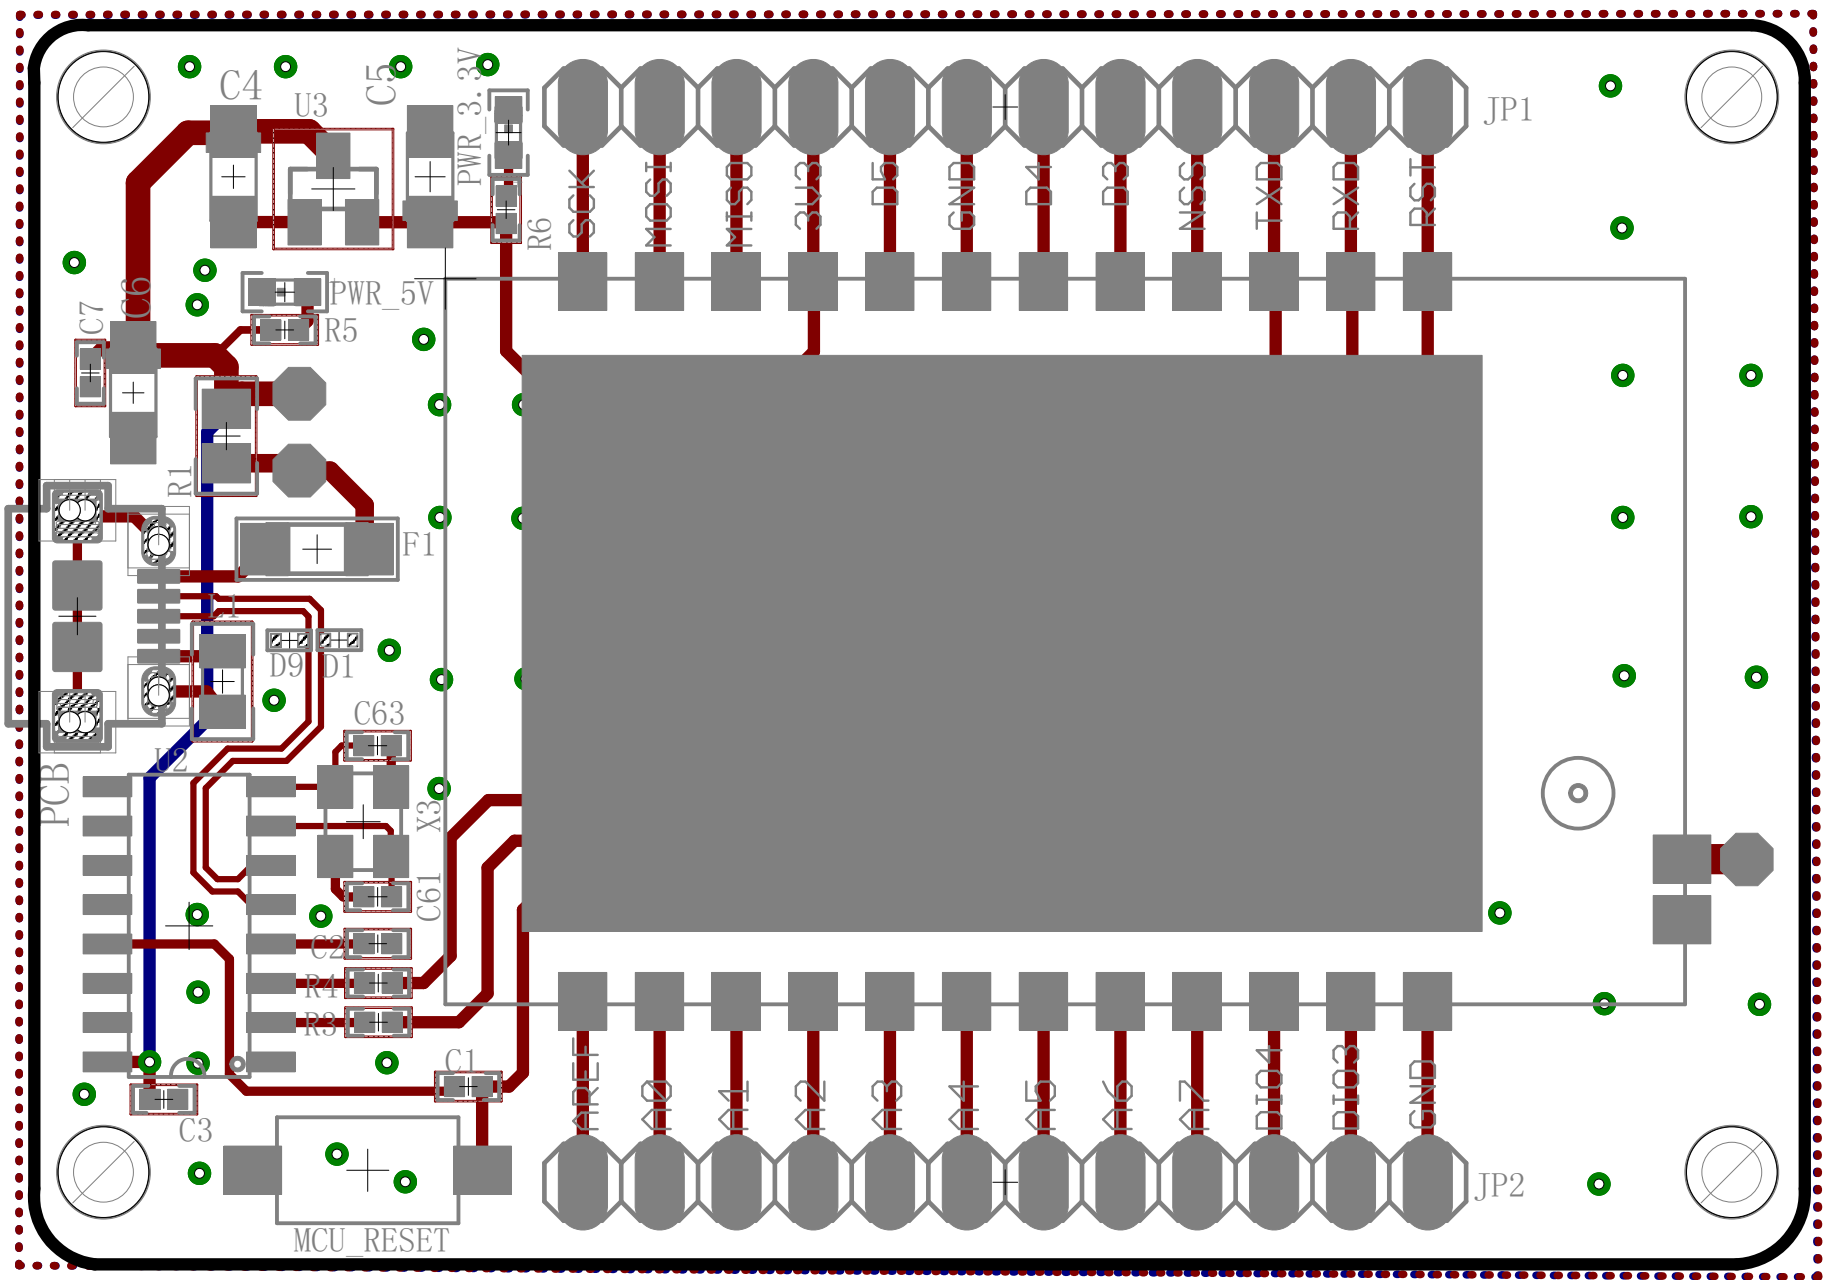 C4
U3
C5
PWR_3.3V
JP1
SCK
MOSI
MISO
3V3
D5
GND
D4
D3
NSS
TXD
RXD
RST
R6
PWR_5V
R5
C6
C7
R1
F1
L1
D9
D1
C63
U2
PCB
X3
C61
C2
R4
R3
C1
C3
AREF
A0
A1
A2
A3
A4
A5
A6
A7
DIO4
DIO3
GND
JP2
MCU_RESET